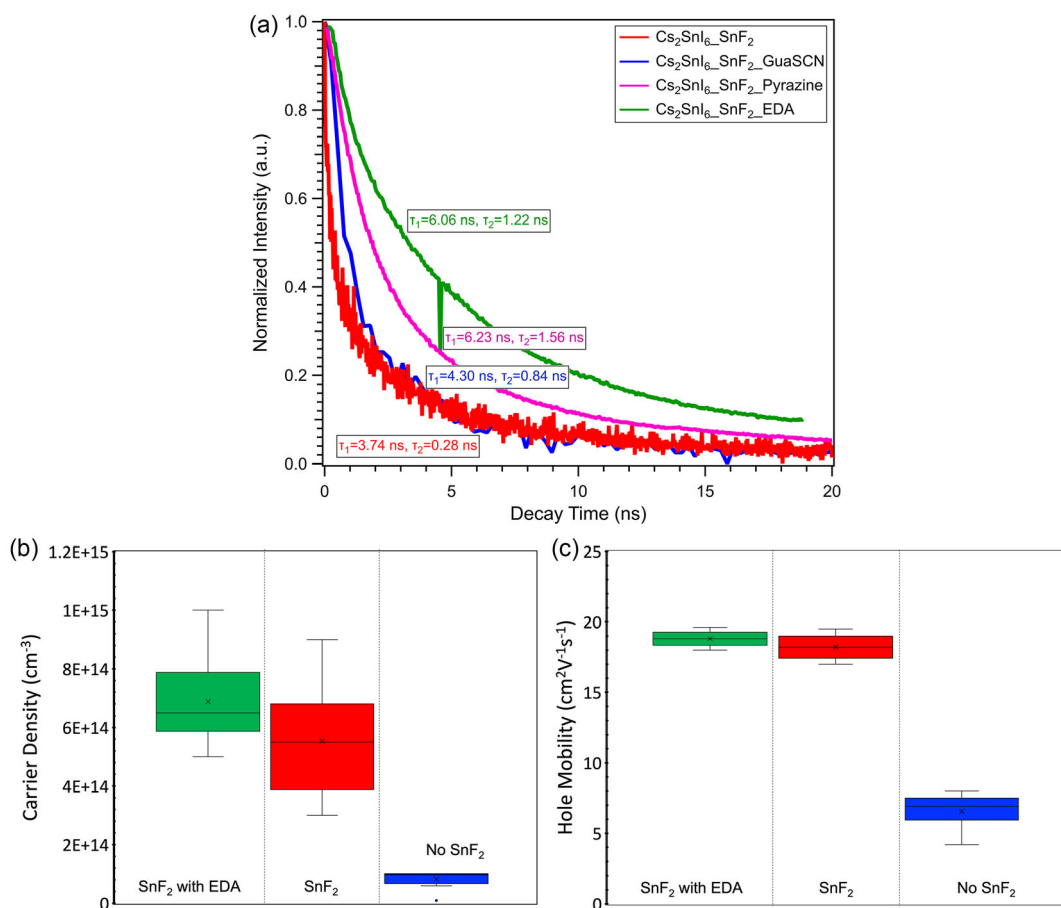 (a)
1.0
0.8
0.6
0.4
0.2
0.0
Normalized Intensity (a.u.)
Cs₂SnI₆_SnF₂
Cs₂SnI₆_SnF₂_GuaSCN
Cs₂SnI₆_SnF₂_Pyrazine
Cs₂SnI₆_SnF₂_EDA
τ₁=6.06 ns, τ₂=1.22 ns
τ₁=6.23 ns, τ₂=1.56 ns
τ₁=4.30 ns, τ₂=0.84 ns
τ₁=3.74 ns, τ₂=0.28 ns
0 5 10 15 20
Decay Time (ns)
(b)
1.2E+15
1E+15
8E+14
6E+14
4E+14
2E+14
0
Carrier Density (cm⁻³)
SnF₂ with EDA
SnF₂
No SnF₂
(c)
25
20
15
10
5
0
Hole Mobility (cm²V⁻¹s⁻¹)
SnF₂ with EDA
SnF₂
No SnF₂